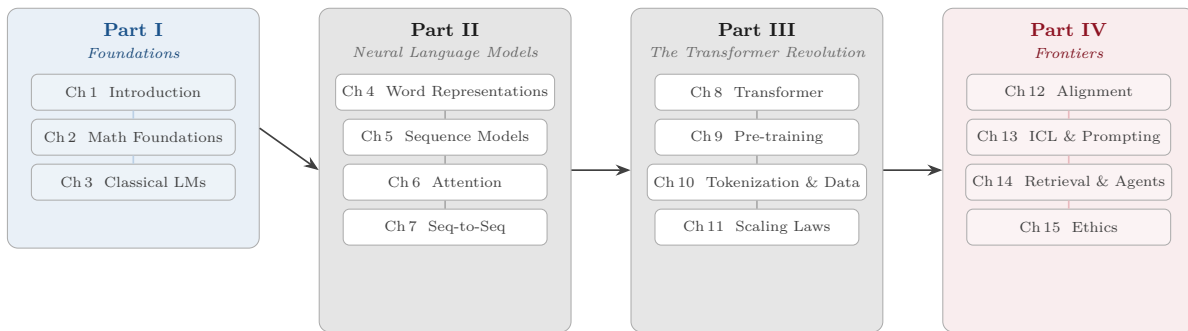 Part I
Foundations
Ch 1 Introduction
Ch 2 Math Foundations
Ch 3 Classical LMs
Part II
Neural Language Models
Ch 4 Word Representations
Ch 5 Sequence Models
Ch 6 Attention
Ch 7 Seq-to-Seq
Part III
The Transformer Revolution
Ch 8 Transformer
Ch 9 Pre-training
Ch 10 Tokenization & Data
Ch 11 Scaling Laws
Part IV
Frontiers
Ch 12 Alignment
Ch 13 ICL & Prompting
Ch 14 Retrieval & Agents
Ch 15 Ethics